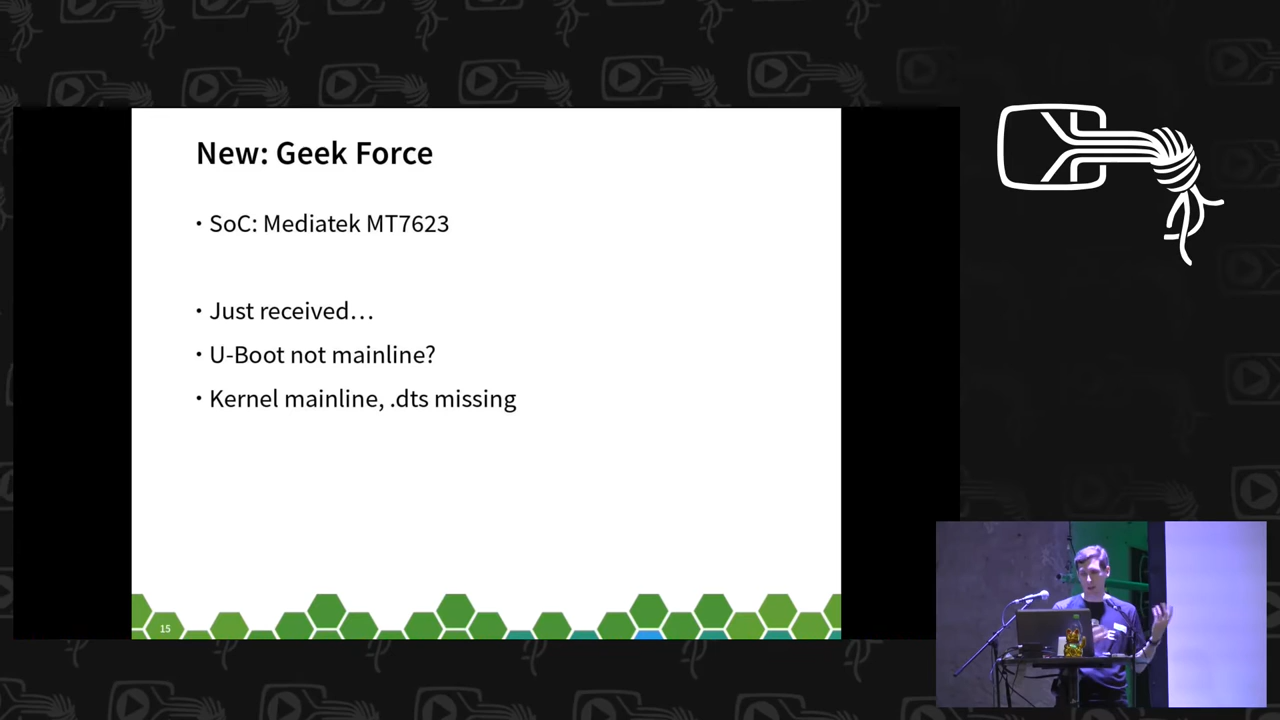 New: Geek Force
• SoC: Mediatek MT7623
• Just received…
• U-Boot not mainline?
• Kernel mainline, .dts missing
15